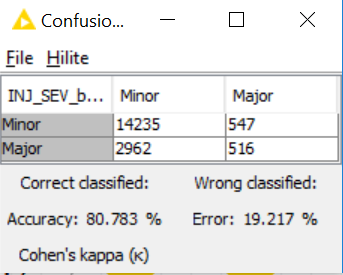 Confusio...
File Hilite
INJ_SEV_b... Minor Major
Minor 14235 547
Major 2962 516
Correct classified: Wrong classified:
Accuracy: 80.783 % Error: 19.217 %
Cohen's kappa (κ)